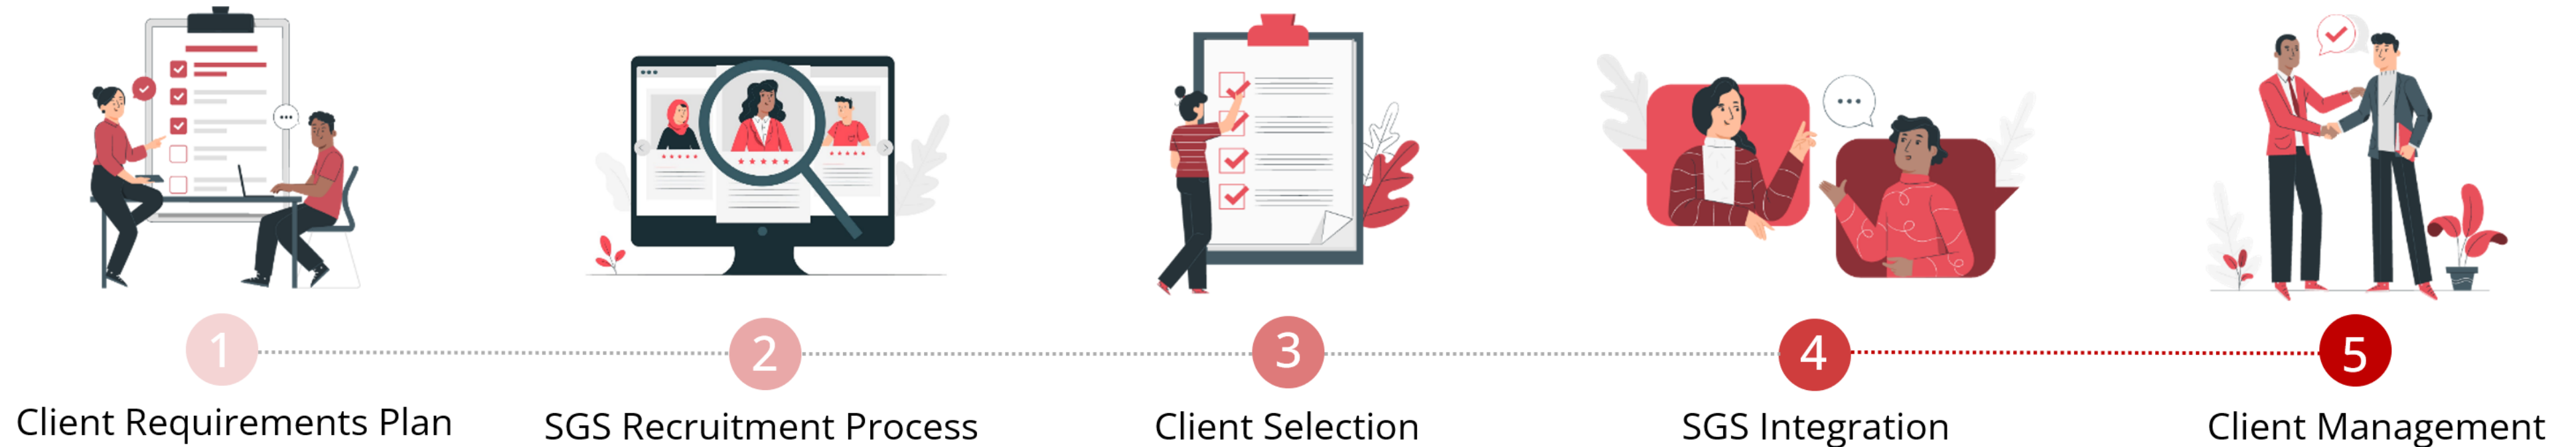 1
2
3
4
5
Client Requirements Plan
SGS Recruitment Process
Client Selection
SGS Integration
Client Management